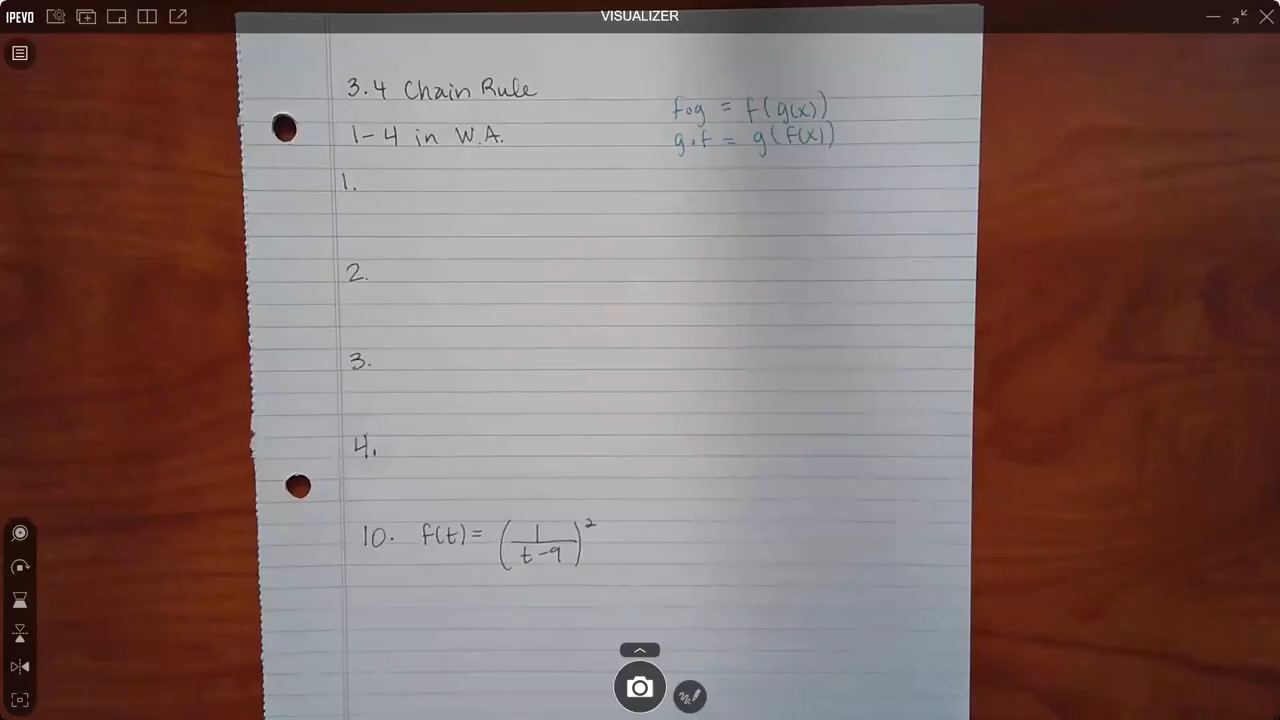 IPEVO
VISUALIZER
3.4 Chain Rule
f∘g = f(g(x))
1-4 in W.A.
g∘f = g(f(x))
1.
2.
3.
4.
10. f(t) = (1/(t-9))²